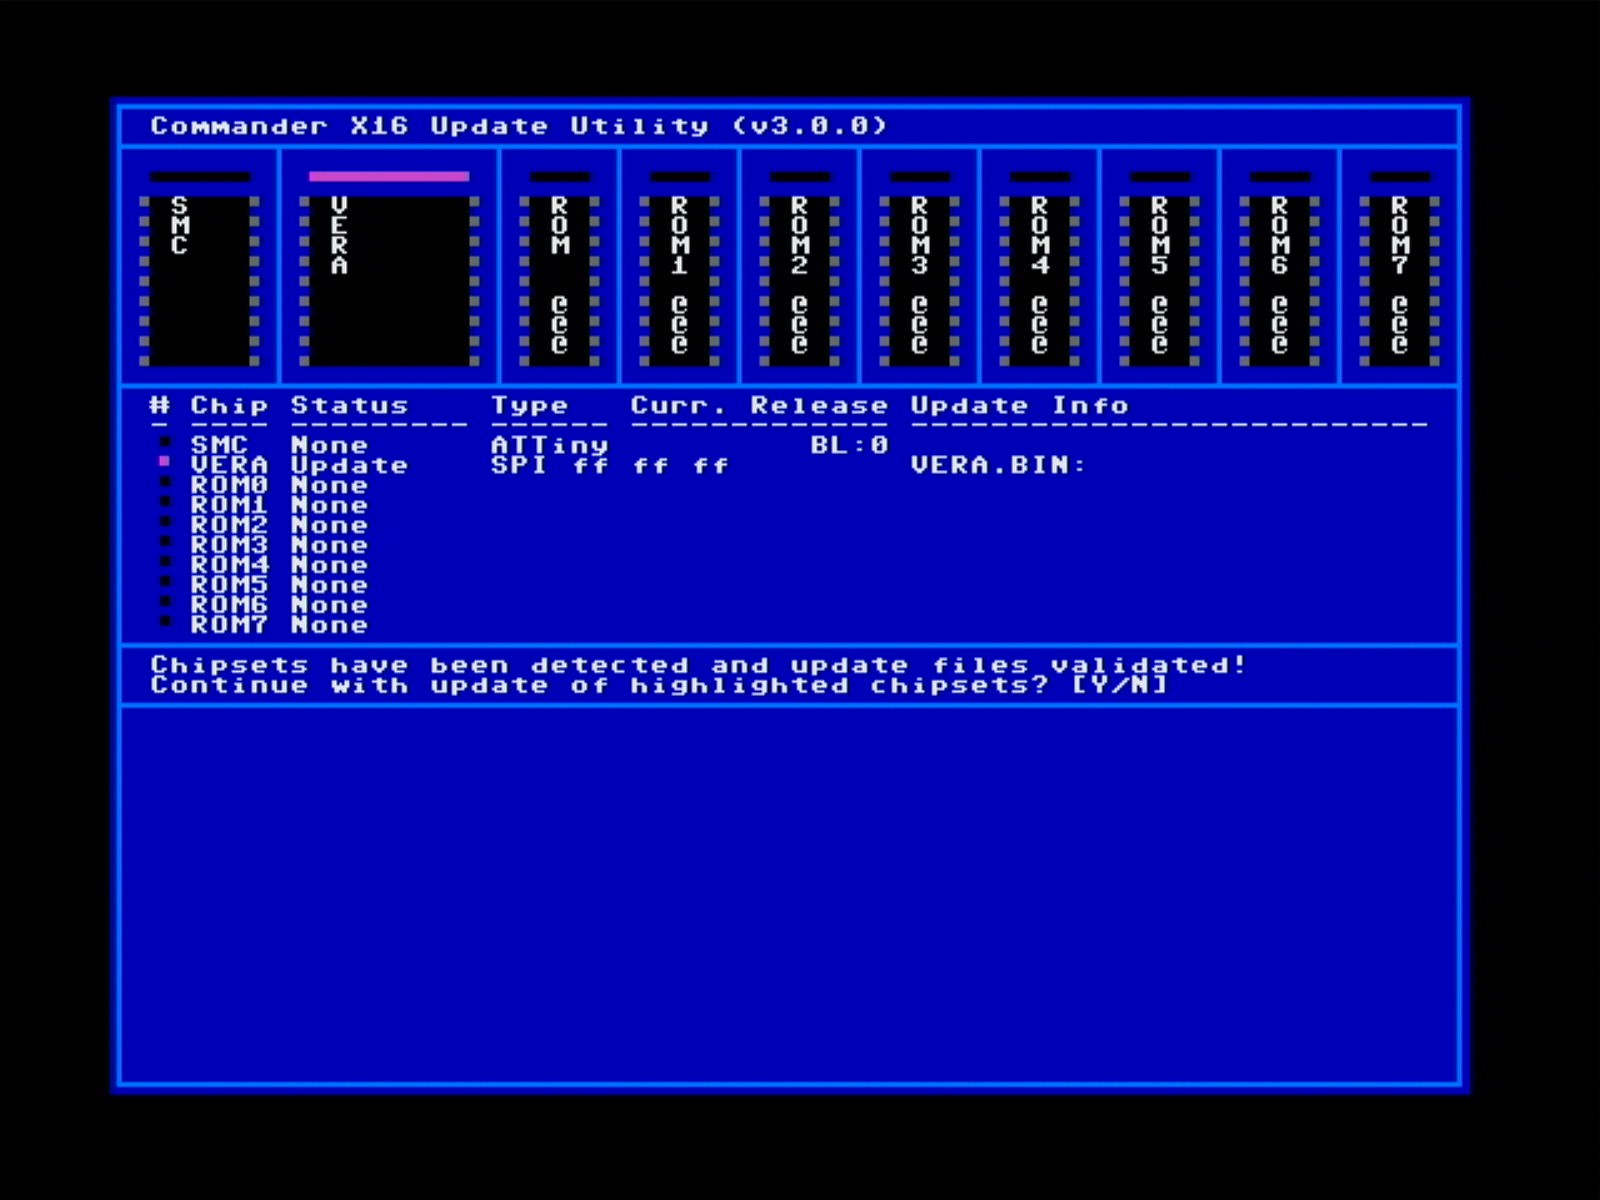 Commander X16 Update Utility (v3.0.0)
SMC VERA ROM ROM1 ROM2 ROM3 ROM4 ROM5 ROM6 ROM7
@@@ @@@ @@@ @@@ @@@ @@@ @@@ @@@
# Chip Status Type Curr. Release Update Info
- ---- --------- ------ ------------- --------------------------
SMC None ATTiny BL:0
VERA Update SPI ff ff ff VERA.BIN:
ROM0 None
ROM1 None
ROM2 None
ROM3 None
ROM4 None
ROM5 None
ROM6 None
ROM7 None
Chipsets have been detected and update files validated!
Continue with update of highlighted chipsets? [Y/N]